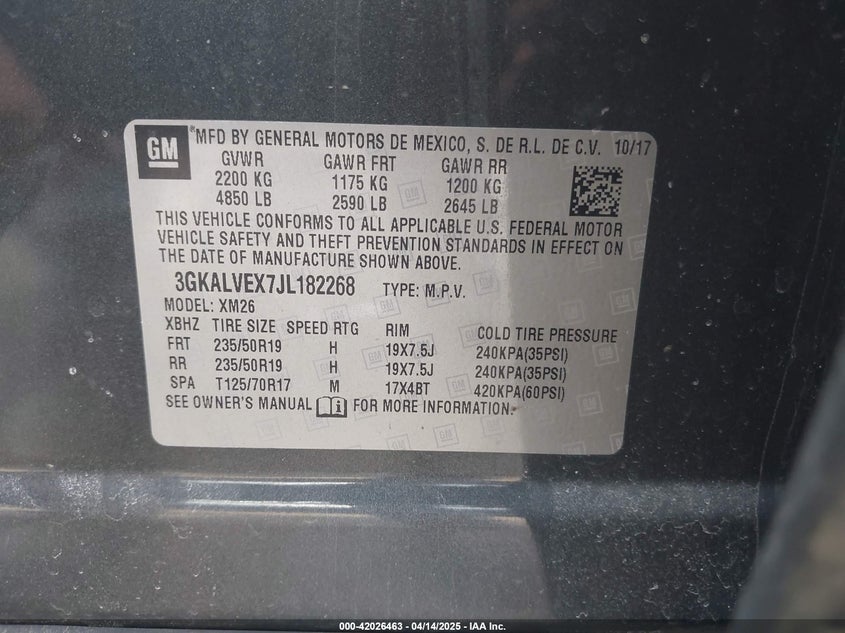 GM
*MFD BY GENERAL MOTORS DE MEXICO, S. DE R.L. DE C.V. 10/17
GVWR GAWR FRT GAWR RR
2200 KG 1175 KG 1200 KG
4850 LB 2590 LB 2645 LB
THIS VEHICLE CONFORMS TO ALL APPLICABLE U.S. FEDERAL MOTOR
VEHICLE SAFETY AND THEFT PREVENTION STANDARDS IN EFFECT ON
THE DATE OF MANUFACTURE SHOWN ABOVE.
3GKALVEX7JL182268 TYPE: M.P.V.
MODEL: XM26
XBHZ TIRE SIZE SPEED RTG RIM COLD TIRE PRESSURE
FRT 235/50R19 H 19X7.5J 240KPA(35PSI)
RR 235/50R19 H 19X7.5J 240KPA(35PSI)
SPA T125/70R17 M 17X4BT 420KPA(60PSI)
SEE OWNER'S MANUAL i FOR MORE INFORMATION.
000-42026463 - 04/14/2025 - IAA Inc.